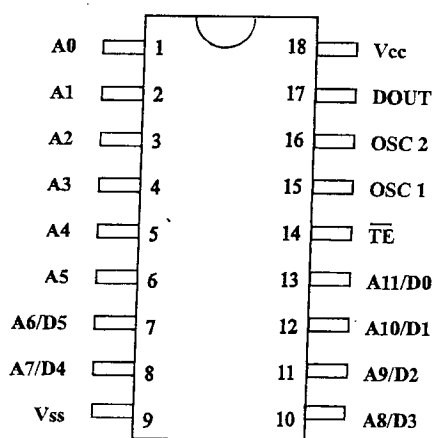 A0 1 18 Vcc
A1 2 17 DOUT
A2 3 16 OSC 2
A3 4 15 OSC 1
A4 5 14 TE
A5 6 13 A11/D0
A6/D5 7 12 A10/D1
A7/D4 8 11 A9/D2
Vss 9 10 A8/D3